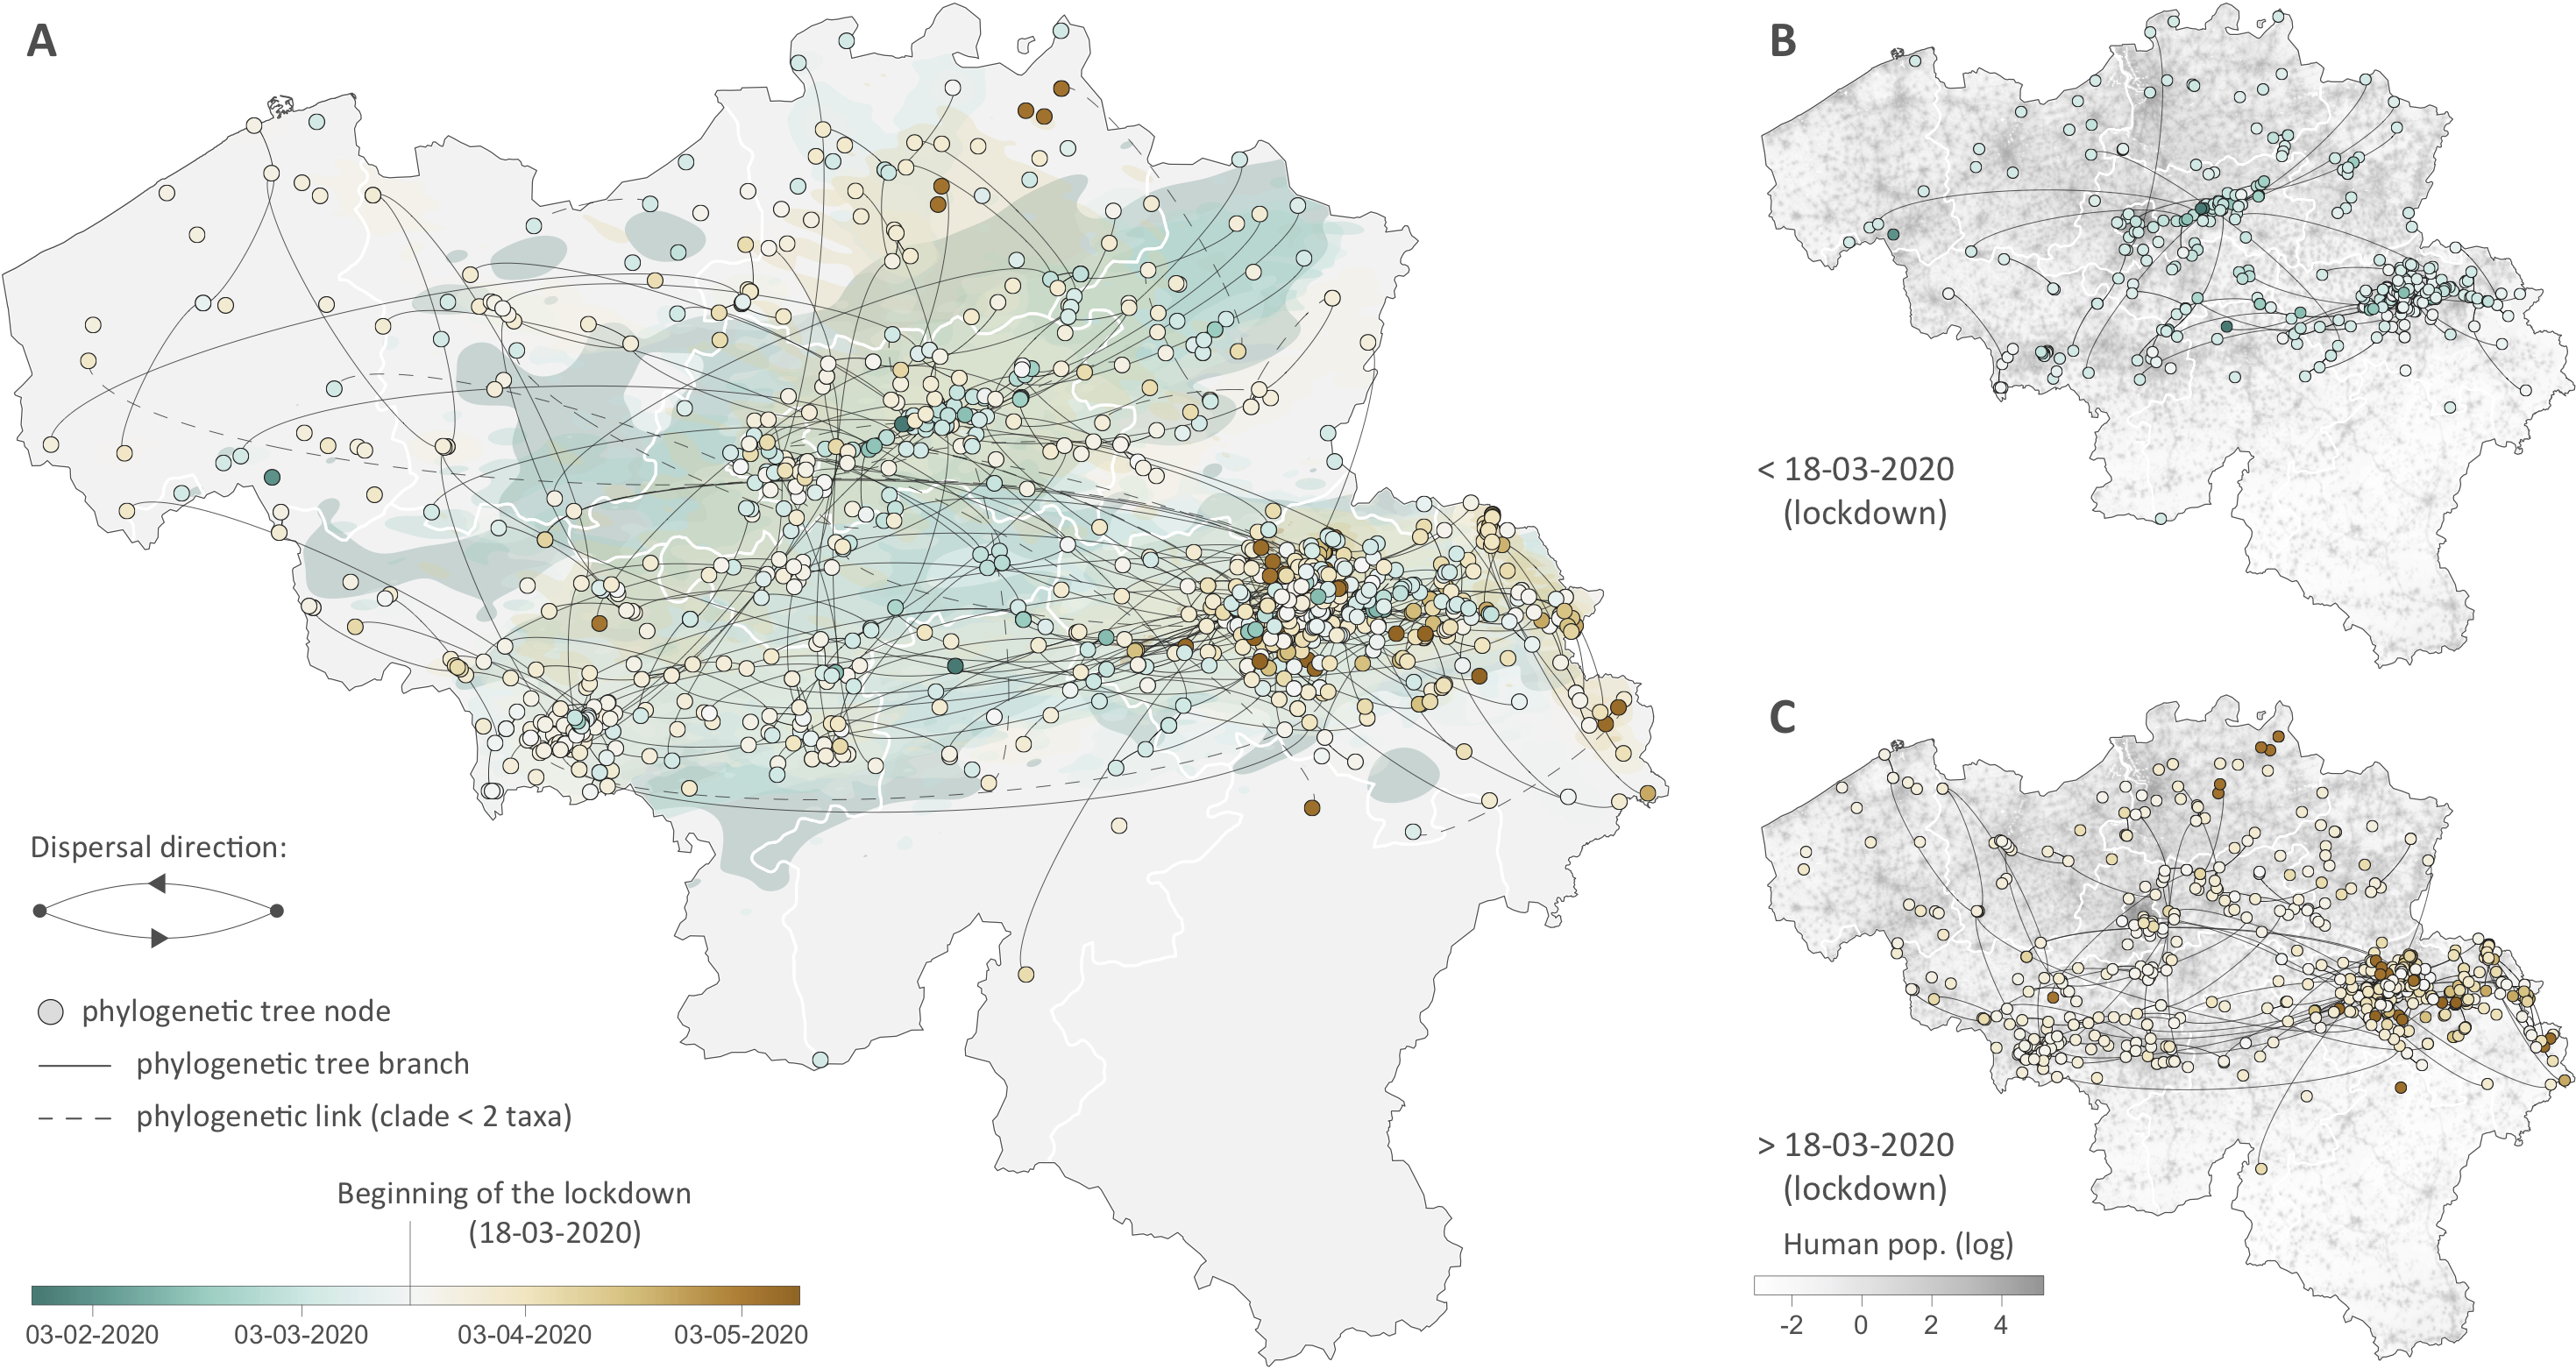 A
Dispersal direction:
phylogenetic tree node
phylogenetic tree branch
phylogenetic link (clade < 2 taxa)
Beginning of the lockdown
(18-03-2020)
03-02-2020 03-03-2020 03-04-2020 03-05-2020
B
< 18-03-2020
(lockdown)
C
> 18-03-2020
(lockdown)
Human pop. (log)
-2 0 2 4